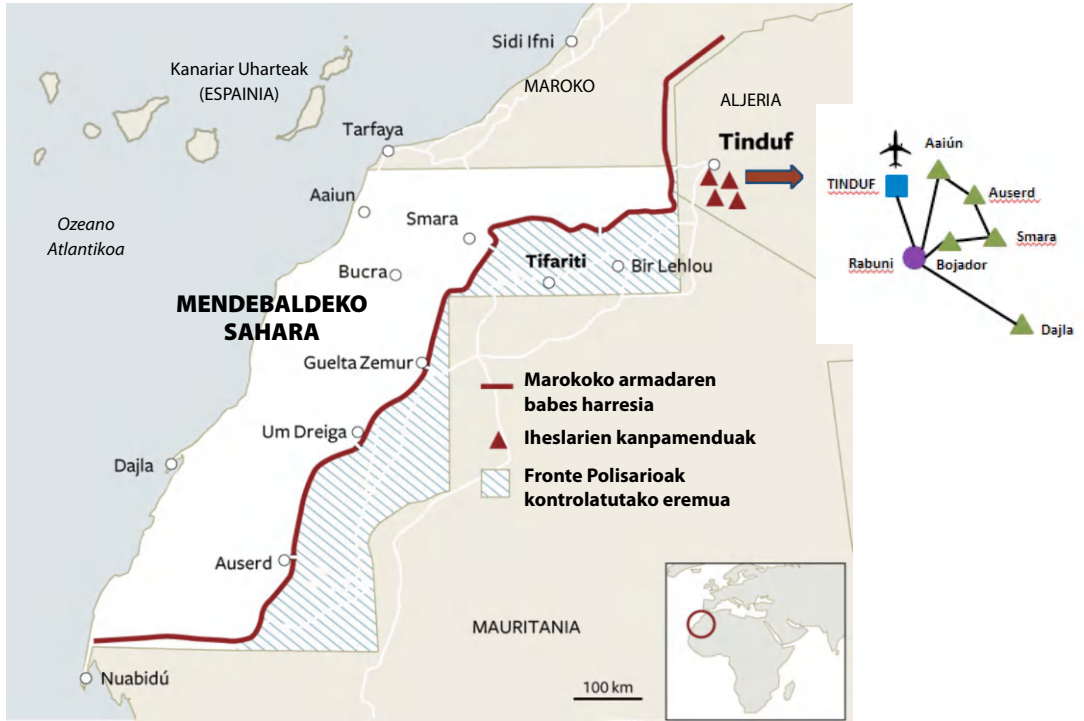 Sidi Ifni
Kanariar Uharteak
(ESPAINIA)
MAROKO
ALJERIA
Tarfaya
Tinduf
Aaiún
TINDUF
Auserd
Aaiun
Smara
Smara
Ozeano
Atlantikoa
Rabuni
Bojador
Tifariti
Bir Lehlou
Bucra
MENDEBALDEKO
SAHARA
Dajla
Guelta Zemur
Marokoko armadaren
babes harresia
Um Dreiga
Iheslarien kanpamenduak
Dajla
Fronte Polisarioak
kontrolatutako eremua
Auserd
MAURITANIA
Nuabidú
100 km